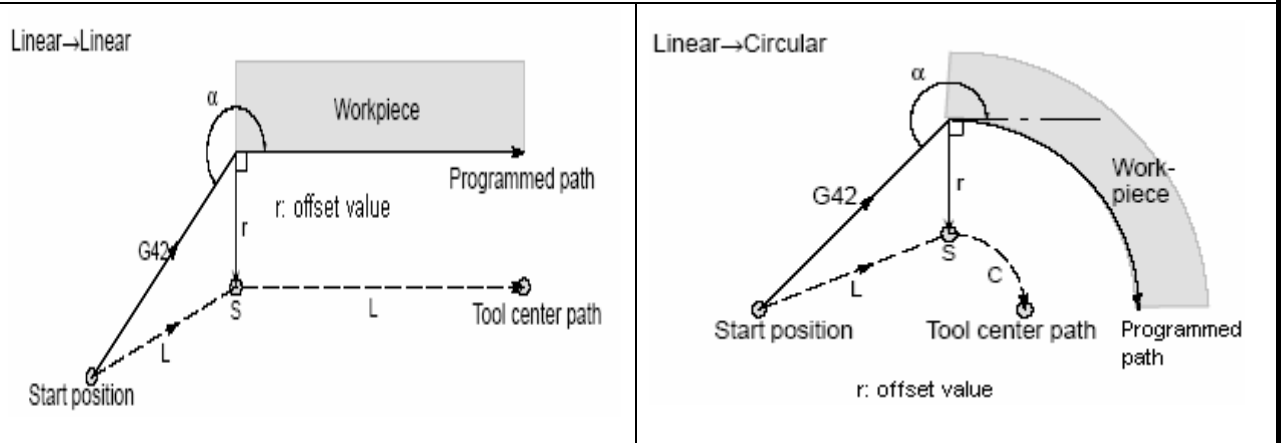 Linear→Linear
α
Workpiece
Programmed path
r: offset value
r
G42
S
L
Tool center path
L
Start position
Linear→Circular
α
Work-
piece
G42
r
S
C
L
Start position
Tool center path
Programmed
path
r: offset value